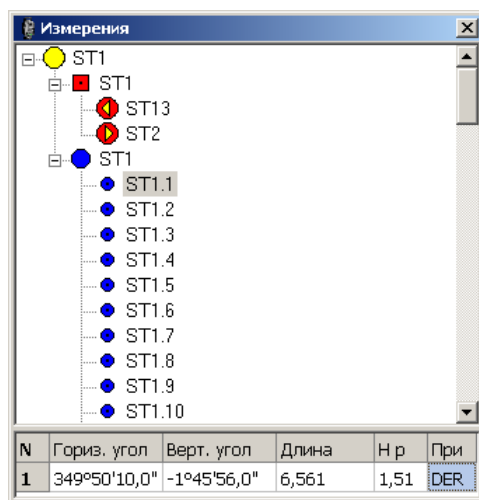 Измерения
ST1
ST1
ST13
ST2
ST1
ST1.1
ST1.2
ST1.3
ST1.4
ST1.5
ST1.6
ST1.7
ST1.8
ST1.9
ST1.10
N Гориз. угол Верт. угол Длина Н р При
1 349°50'10,0" -1°45'56,0" 6,561 1,51 DER